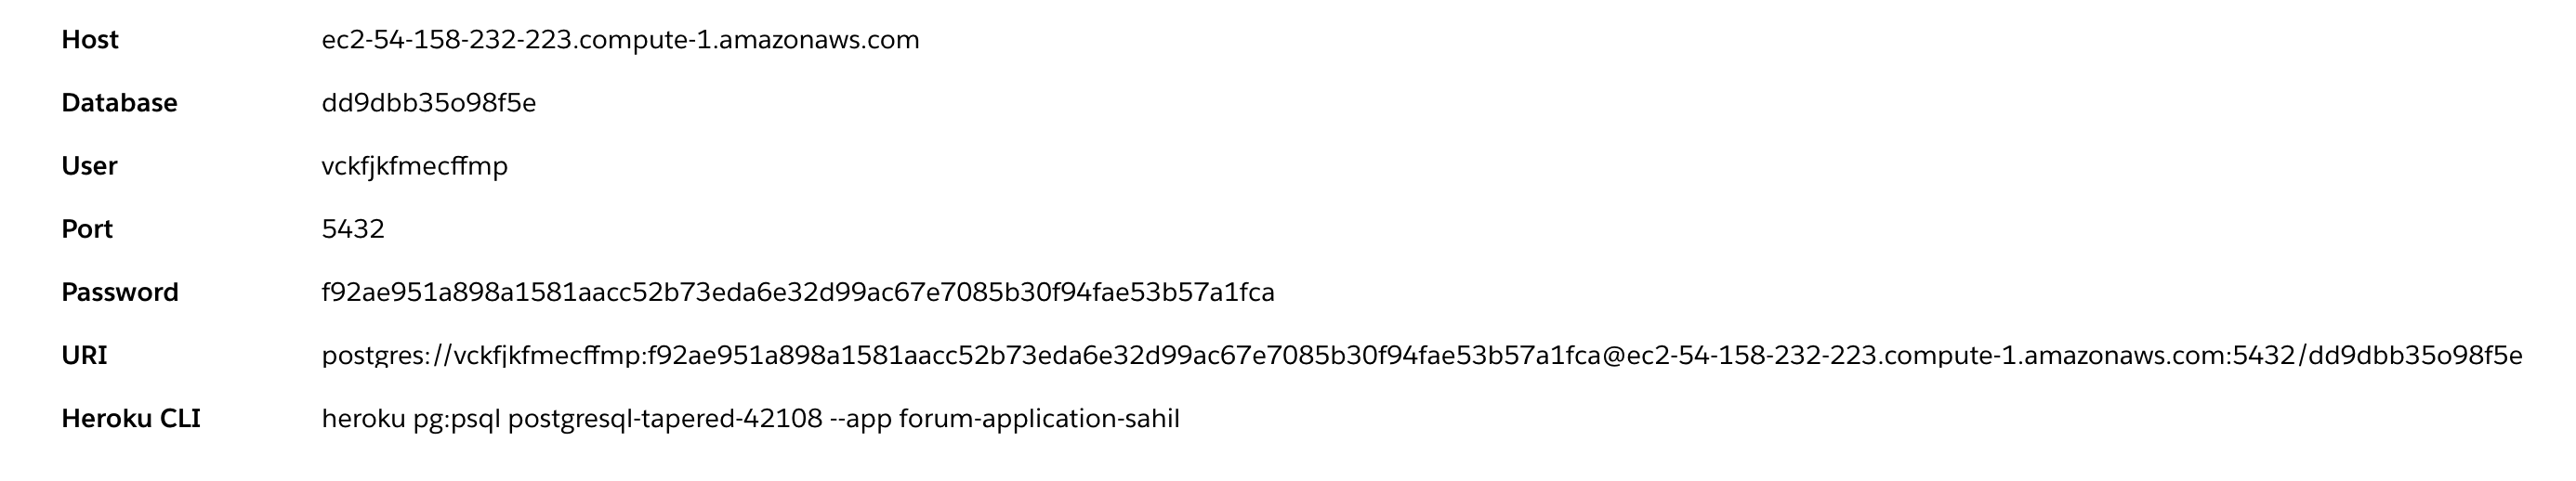 Host ec2-54-158-232-223.compute-1.amazonaws.com
Database dd9dbb35o98f5e
User vckfjkfmecffmp
Port 5432
Password f92ae951a898a1581aacc52b73eda6e32d99ac67e7085b30f94fae53b57a1fca
URI postgres://vckfjkfmecffmp:f92ae951a898a1581aacc52b73eda6e32d99ac67e7085b30f94fae53b57a1fca@ec2-54-158-232-223.compute-1.amazonaws.com:5432/dd9dbb35o98f5e
Heroku CLI heroku pg:psql postgresql-tapered-42108 --app forum-application-sahil